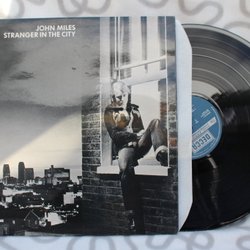 JOHN MILES
STRANGER IN THE CITY
DECCA